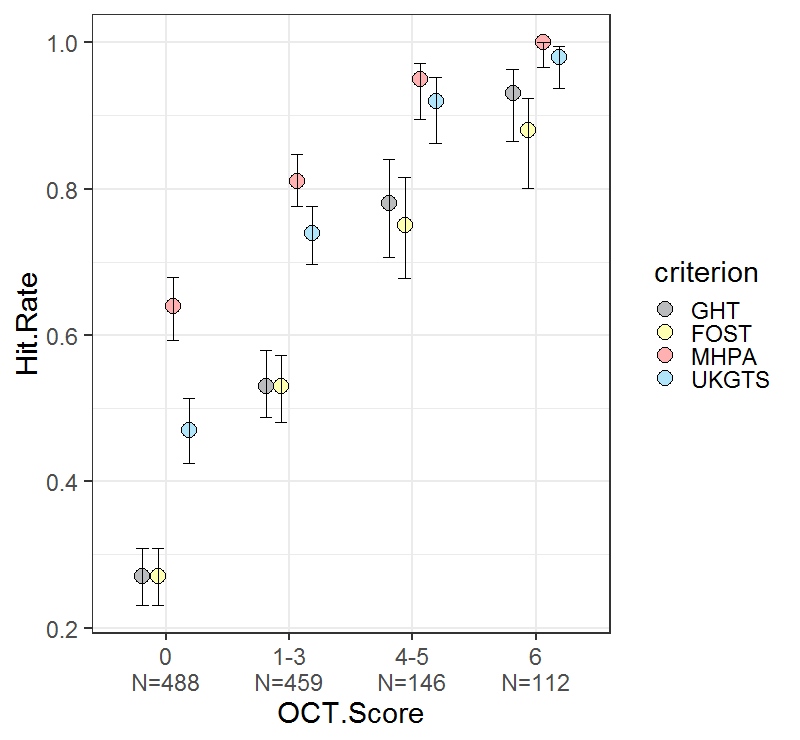 Hit.Rate
1.0
0.8
0.6
0.4
0.2
0 1-3 4-5 6
N=488 N=459 N=146 N=112
OCT.Score
criterion
GHT
FOST
MHPA
UKGTS